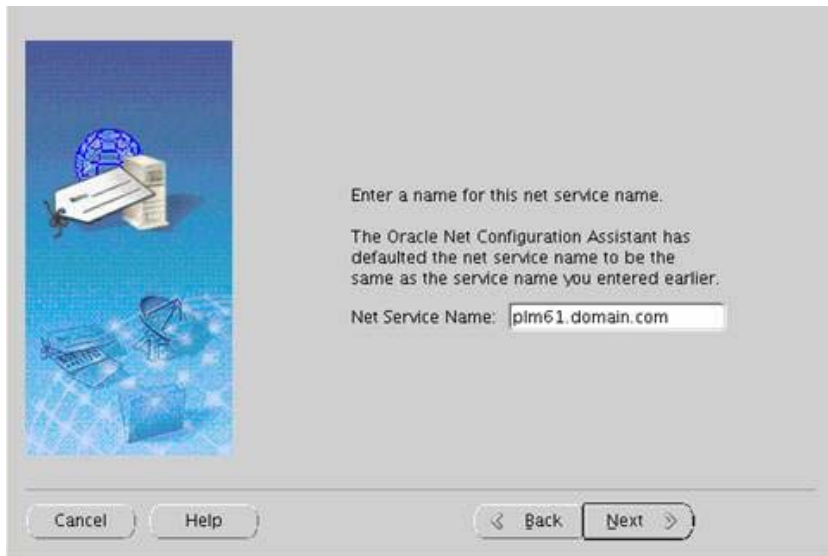 Enter a name for this net service name.
The Oracle Net Configuration Assistant has
defaulted the net service name to be the
same as the service name you entered earlier.
Net Service Name: plm61.domain.com
Cancel Help Back Next